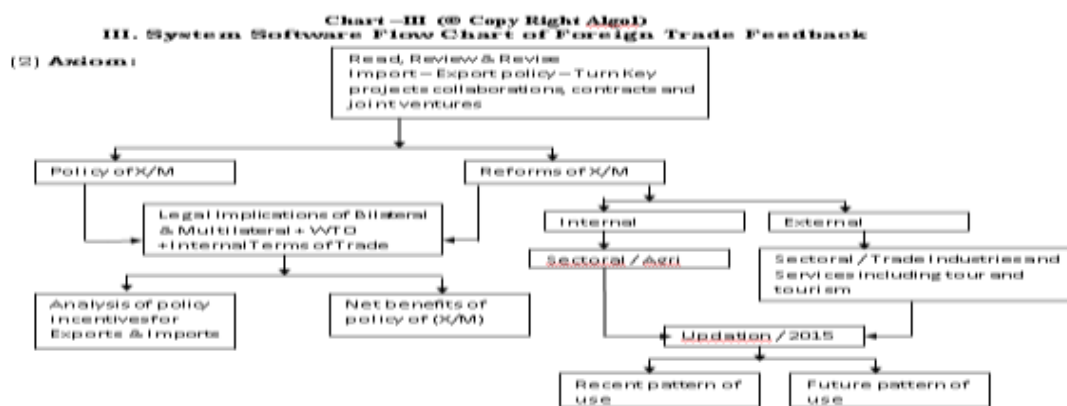 Chart –III (® Copy Right Algol)
III. System Software Flow Chart of Foreign Trade Feedback
(2) Axiom:
Read, Review & Revise
Import – Export policy – Turn Key
projects collaborations, contracts and
joint ventures
Policy of X/M
Reforms of X/M
Legal Implications of Bilateral
& Multilateral + WTO
+Internal Terms of Trade
Internal
External
Sectoral / Agri
Sectoral / Trade Industries and
Services including tour and
tourism
Analysis of policy
Incentives for
Exports & Imports
Net benefits of
policy of (X/M)
Updation / 2015
Recent pattern of
use
Future pattern of
use